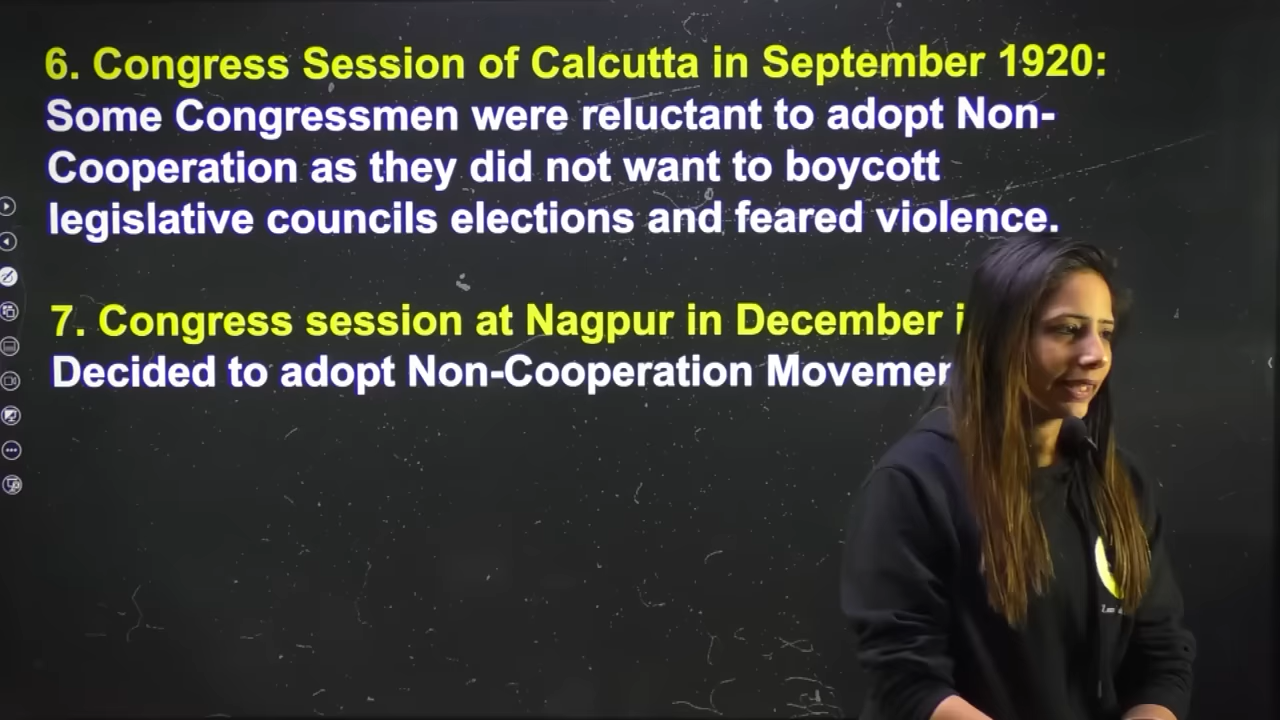 6. Congress Session of Calcutta in September 1920:
Some Congressmen were reluctant to adopt Non-
Cooperation as they did not want to boycott
legislative councils elections and feared violence.
7. Congress session at Nagpur in December
Decided to adopt Non-Cooperation